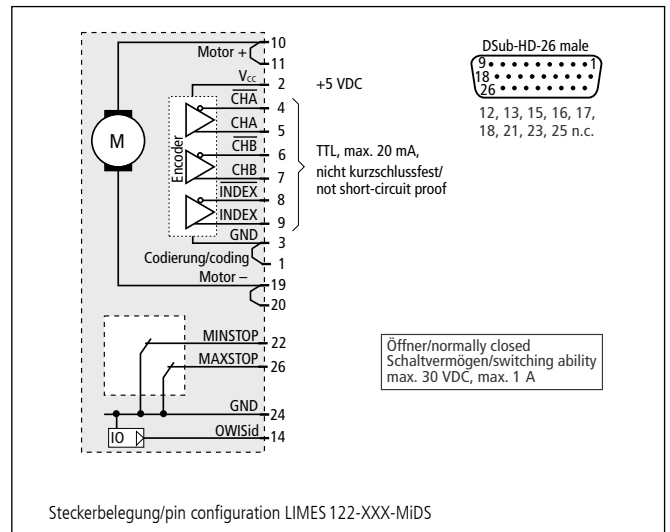 Motor +
10
11
V_cc
2
+5 VDC
C̅H̅A̅
4
CHA
5
C̅H̅B̅
6
CHB
7
I̅N̅D̅E̅X̅
8
INDEX
9
GND
3
Codierung/coding
1
Motor –
19
20
M
Encoder
TTL, max. 20 mA,
nicht kurzschlussfest/
not short-circuit proof
DSub-HD-26 male
9 1
18
26
12, 13, 15, 16, 17,
18, 21, 23, 25 n.c.
MINSTOP
22
MAXSTOP
26
GND
24
IO
OWISid
14
Öffner/normally closed
Schaltvermögen/switching ability
max. 30 VDC, max. 1 A
Steckerbelegung/pin configuration LIMES 122-XXX-MiDS